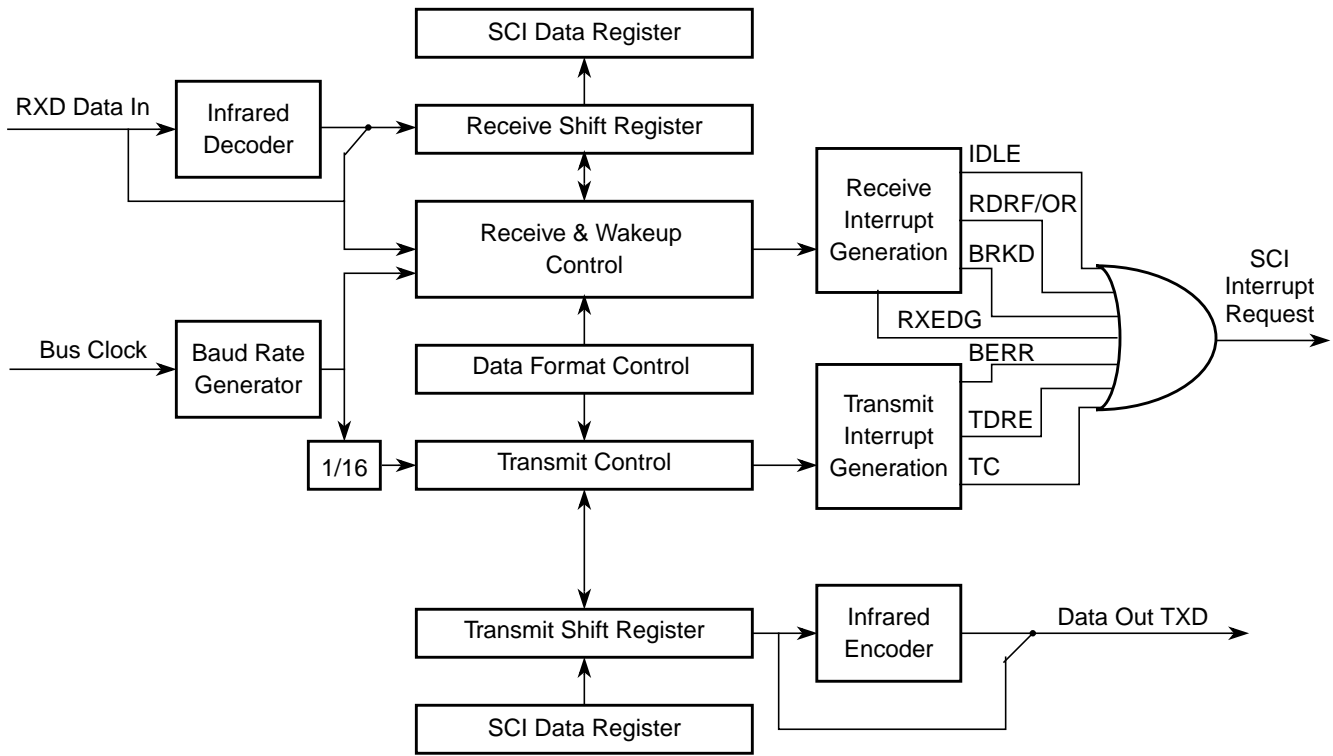 SCI Data Register
RXD Data In
Infrared
Decoder
Receive Shift Register
Receive & Wakeup
Control
Receive
Interrupt
Generation
IDLE
RDRF/OR
BRKD
RXEDG
SCI
Interrupt
Request
Bus Clock
Baud Rate
Generator
Data Format Control
BERR
Transmit
Interrupt
Generation
TDRE
TC
1/16
Transmit Control
Transmit Shift Register
Infrared
Encoder
Data Out TXD
SCI Data Register